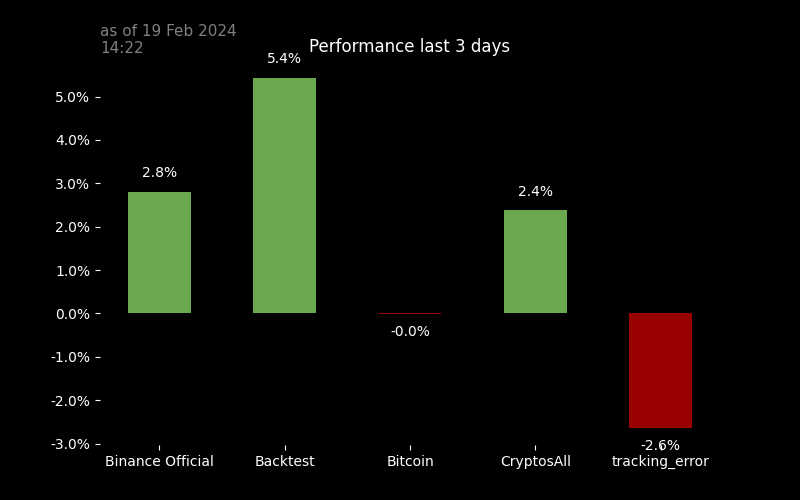 as of 19 Feb 2024
14:22
Performance last 3 days
5.4%
5.0%
4.0%
2.8%
3.0%
2.4%
2.0%
1.0%
0.0%
-0.0%
-1.0%
-2.0%
-3.0%
-2.6%
Binance Official
Backtest
Bitcoin
CryptosAll
tracking_error